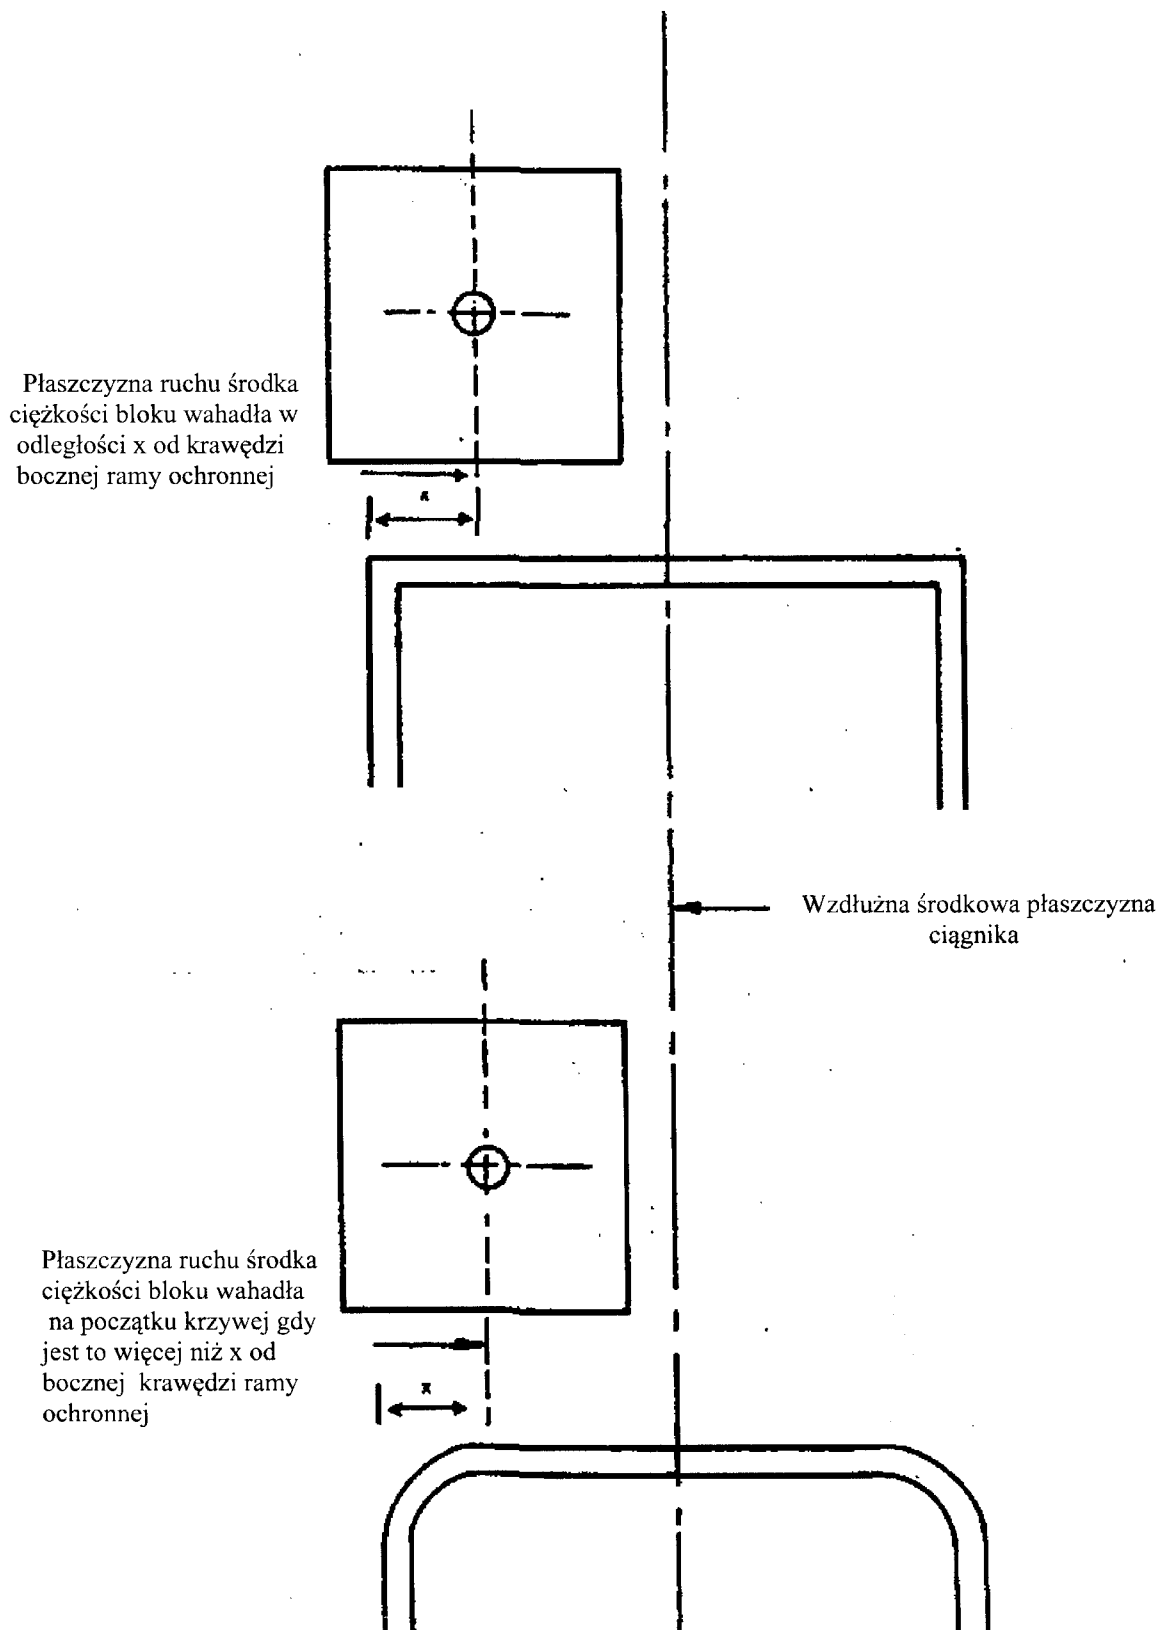 Płaszczyzna ruchu środka
ciężkości bloku wahadła w
odległości x od krawędzi
bocznej ramy ochronnej
x
Wzdłużna środkowa płaszczyzna
ciągnika
Płaszczyzna ruchu środka
ciężkości bloku wahadła
na początku krzywej gdy
jest to więcej niż x od
bocznej krawędzi ramy
ochronnej
x